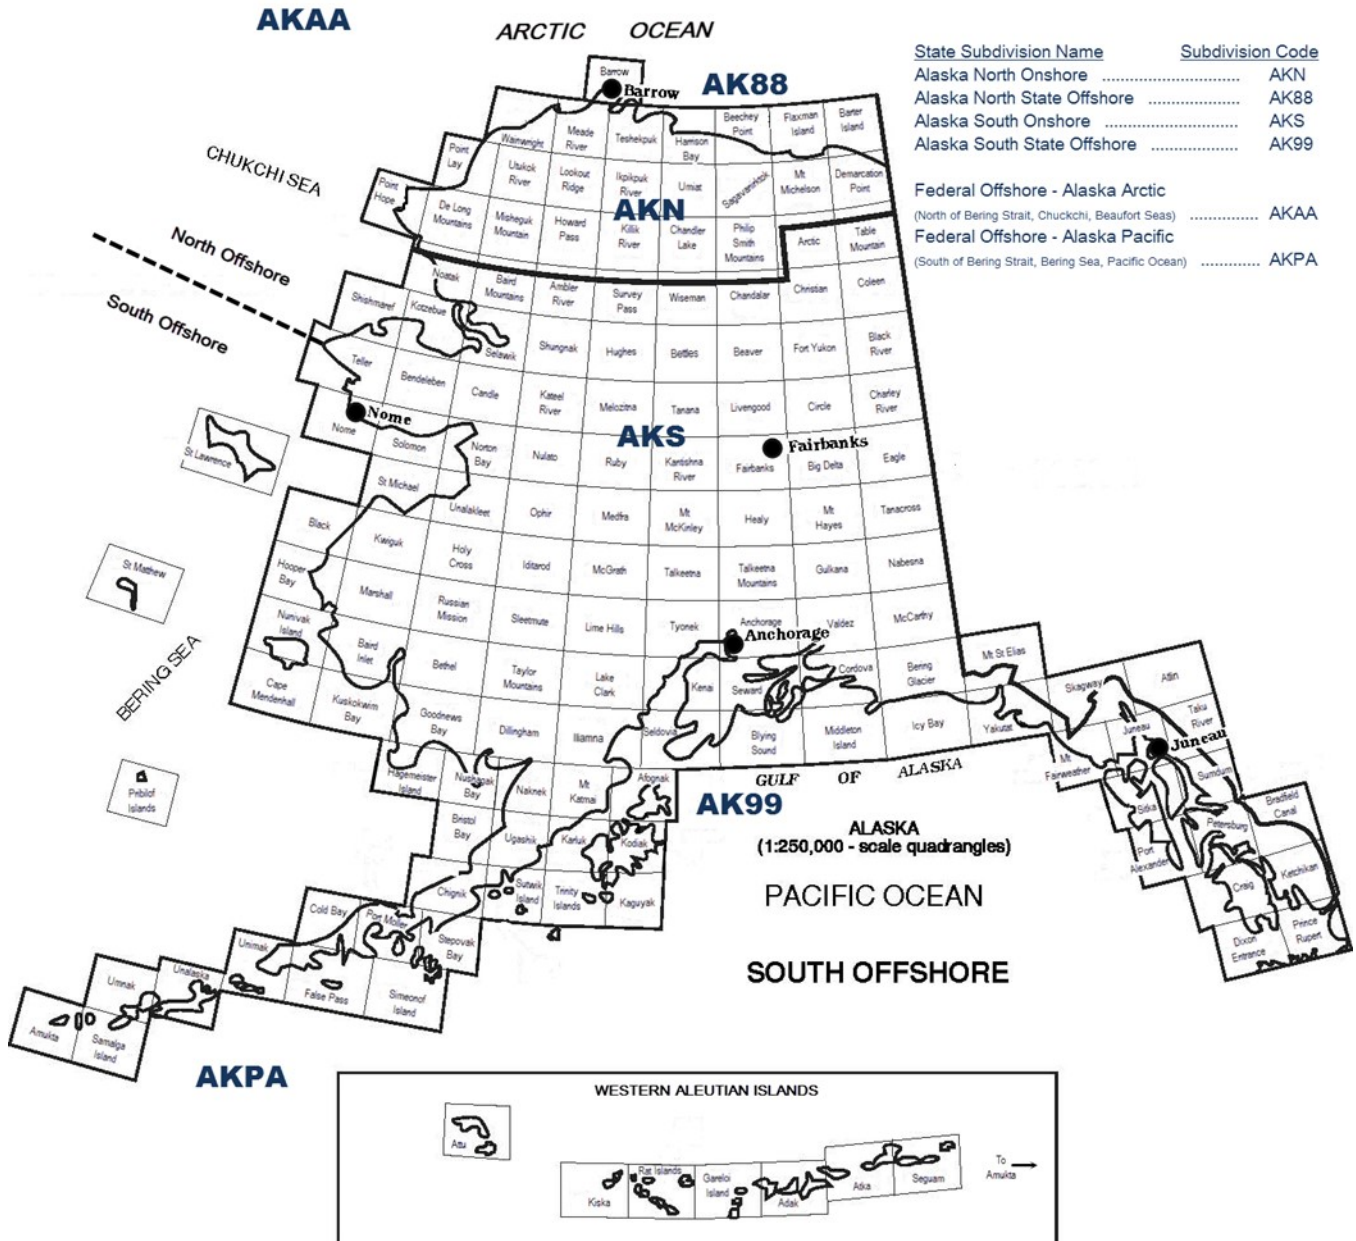 AKAA
ARCTIC OCEAN
AK88
State Subdivision Name Subdivision Code
Alaska North Onshore ................................ AKN
Alaska North State Offshore ..................... AK88
Alaska South Onshore ............................... AKS
Alaska South State Offshore .................... AK99
Federal Offshore - Alaska Arctic
(North of Bering Strait, Chuckchi, Beaufort Seas) ................ AKAA
Federal Offshore - Alaska Pacific
(South of Bering Strait, Bering Sea, Pacific Ocean) .............. AKPA
Barrow
Barrow
Beechey Point
Flaxman Island
Barter Island
Wainwright
Meade River
Teshekpuk
Harrison Bay
CHUKCHI SEA
Point Lay
Utukok River
Lookout Ridge
Ikpikpuk River
Umiat
Sagavanirktok
Mt Michelson
Demarcation Point
Point Hope
De Long Mountains
Misheguk Mountain
Howard Pass
AKN
Killik River
Chandler Lake
Philip Smith Mountains
Arctic
Table Mountain
North Offshore
South Offshore
Noatak
Baird Mountains
Ambler River
Survey Pass
Wiseman
Chandalar
Christian
Coleen
Shishmaref
Kotzebue
Selawik
Shungnak
Hughes
Bettles
Beaver
Fort Yukon
Black River
Teller
Bendeleben
Candle
Kateel River
Melozitna
Tanana
Livengood
Circle
Charley River
Nome
Nome
Solomon
Norton Bay
Nulato
AKS
Ruby
Kantishna River
Fairbanks
Fairbanks
Big Delta
Eagle
St Lawrence
St Michael
Unalakleet
Ophir
Medfra
Mt McKinley
Healy
Mt Hayes
Tanacross
Black
Kwiguk
Holy Cross
Iditarod
McGrath
Talkeetna
Talkeetna Mountains
Gulkana
Nabesna
St Mathew
Hooper Bay
Marshall
Russian Mission
Sleetmute
Lime Hills
Tyonek
Anchorage
Anchorage
Valdez
McCarthy
BERING SEA
Nunivak Island
Baird Inlet
Bethel
Taylor Mountains
Lake Clark
Kenai
Seward
Cordova
Bering Glacier
Mt St Elias
Skagway
Atlin
Cape Mendenhall
Kuskokwim Bay
Goodnews Bay
Dillingham
Iliamna
Seldovia
Blying Sound
Middleton Island
Icy Bay
Yakutat
Mt Fairweather
Juneau
Juneau
Taku River
Pribilof Islands
Hagemeister Island
Nushagak Bay
Naknek
Mt Katmai
Afognak
GULF OF ALASKA
AK99
Sitka
Sumdum
Bristol Bay
Ugashik
Karluk
Kodiak
ALASKA
(1:250,000 - scale quadrangles)
Port Alexander
Petersburg
Bradfield Canal
Chignik
Sutwik Island
Trinity Islands
Kaguyak
PACIFIC OCEAN
Craig
Ketchikan
Cold Bay
Port Moller
Stepovak Bay
Dixon Entrance
Prince Rupert
SOUTH OFFSHORE
Umnak
Unalaska
Unimak
False Pass
Simeonof Island
Amukta
Samalga Island
AKPA
WESTERN ALEUTIAN ISLANDS
Attu
Kiska
Rat Islands
Gareloi Island
Adak
Atka
Seguam
To Amukta